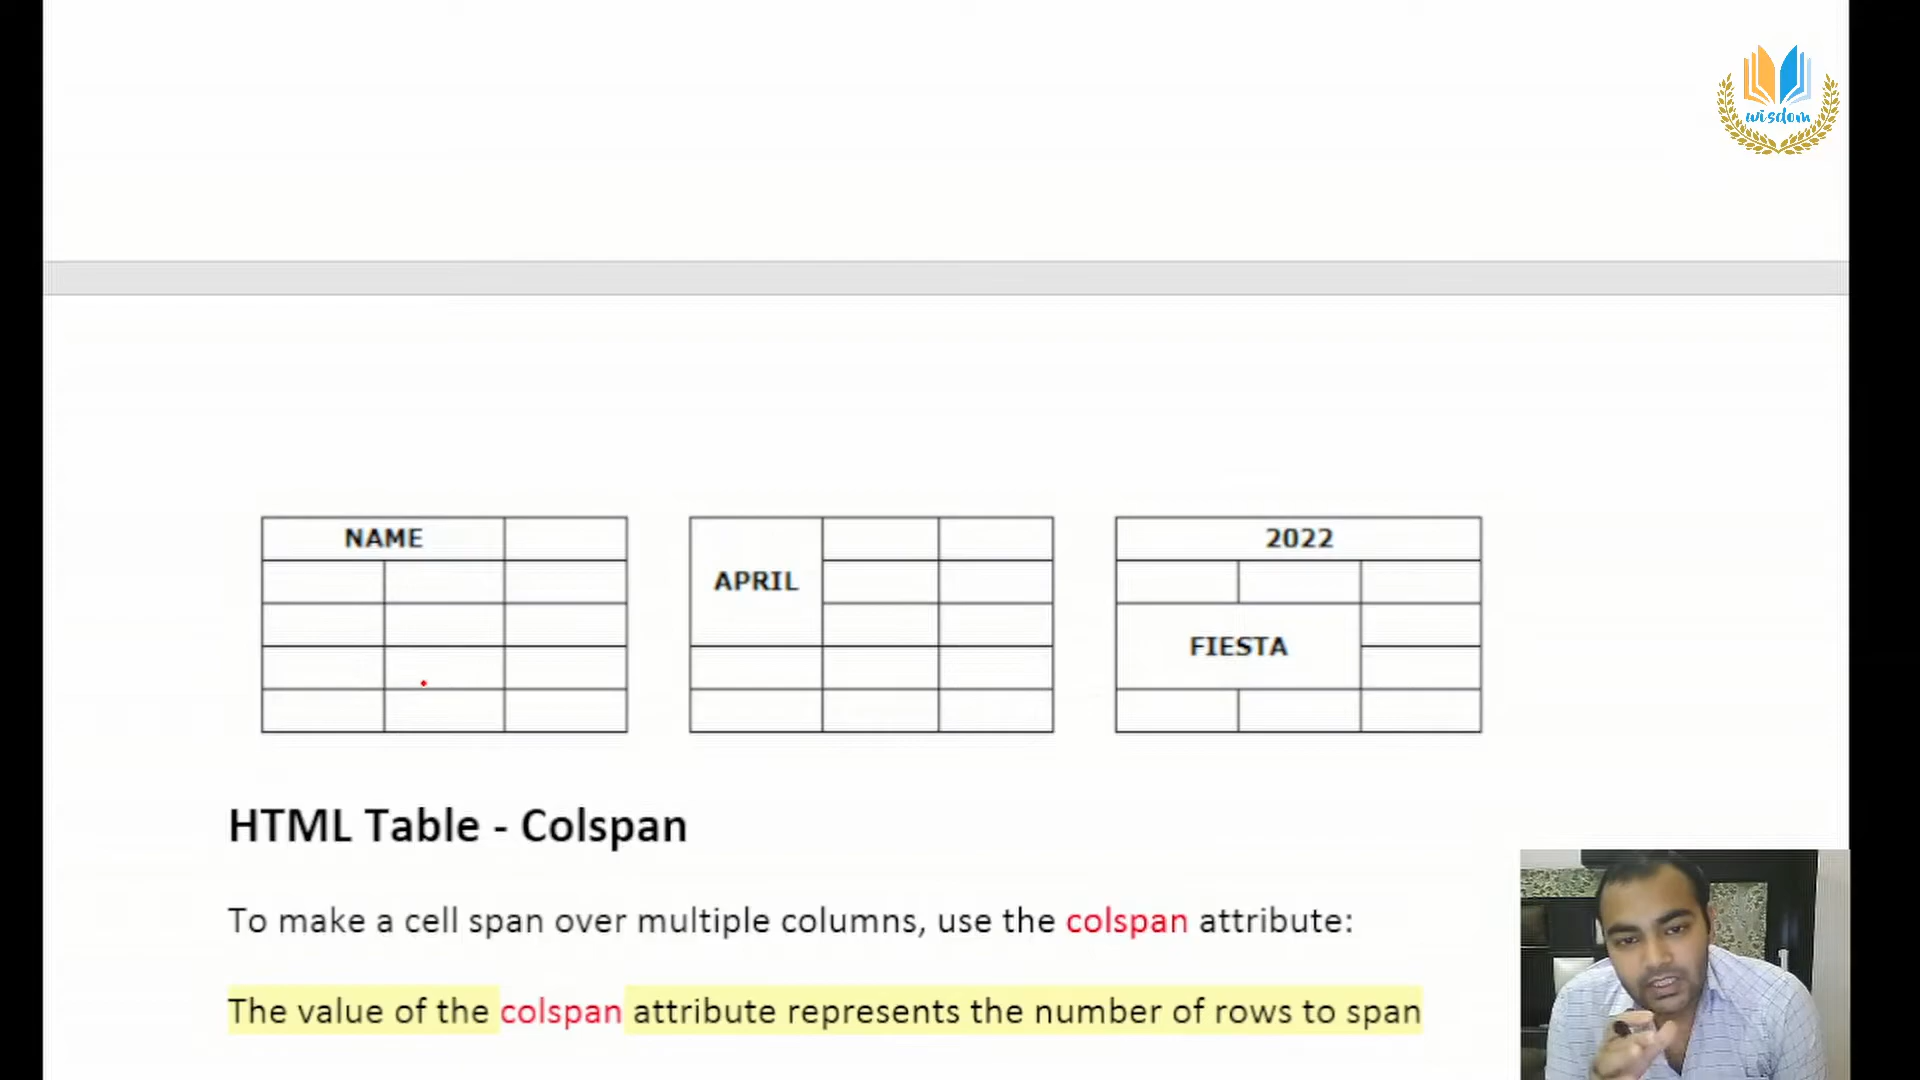 wisdom
NAME
APRIL
2022
FIESTA
HTML Table - Colspan
To make a cell span over multiple columns, use the colspan attribute:
The value of the colspan attribute represents the number of rows to span